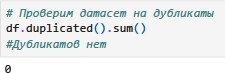 # Проверим датасет на дубликаты
df.duplicated().sum()
#Дубликатов нет
0